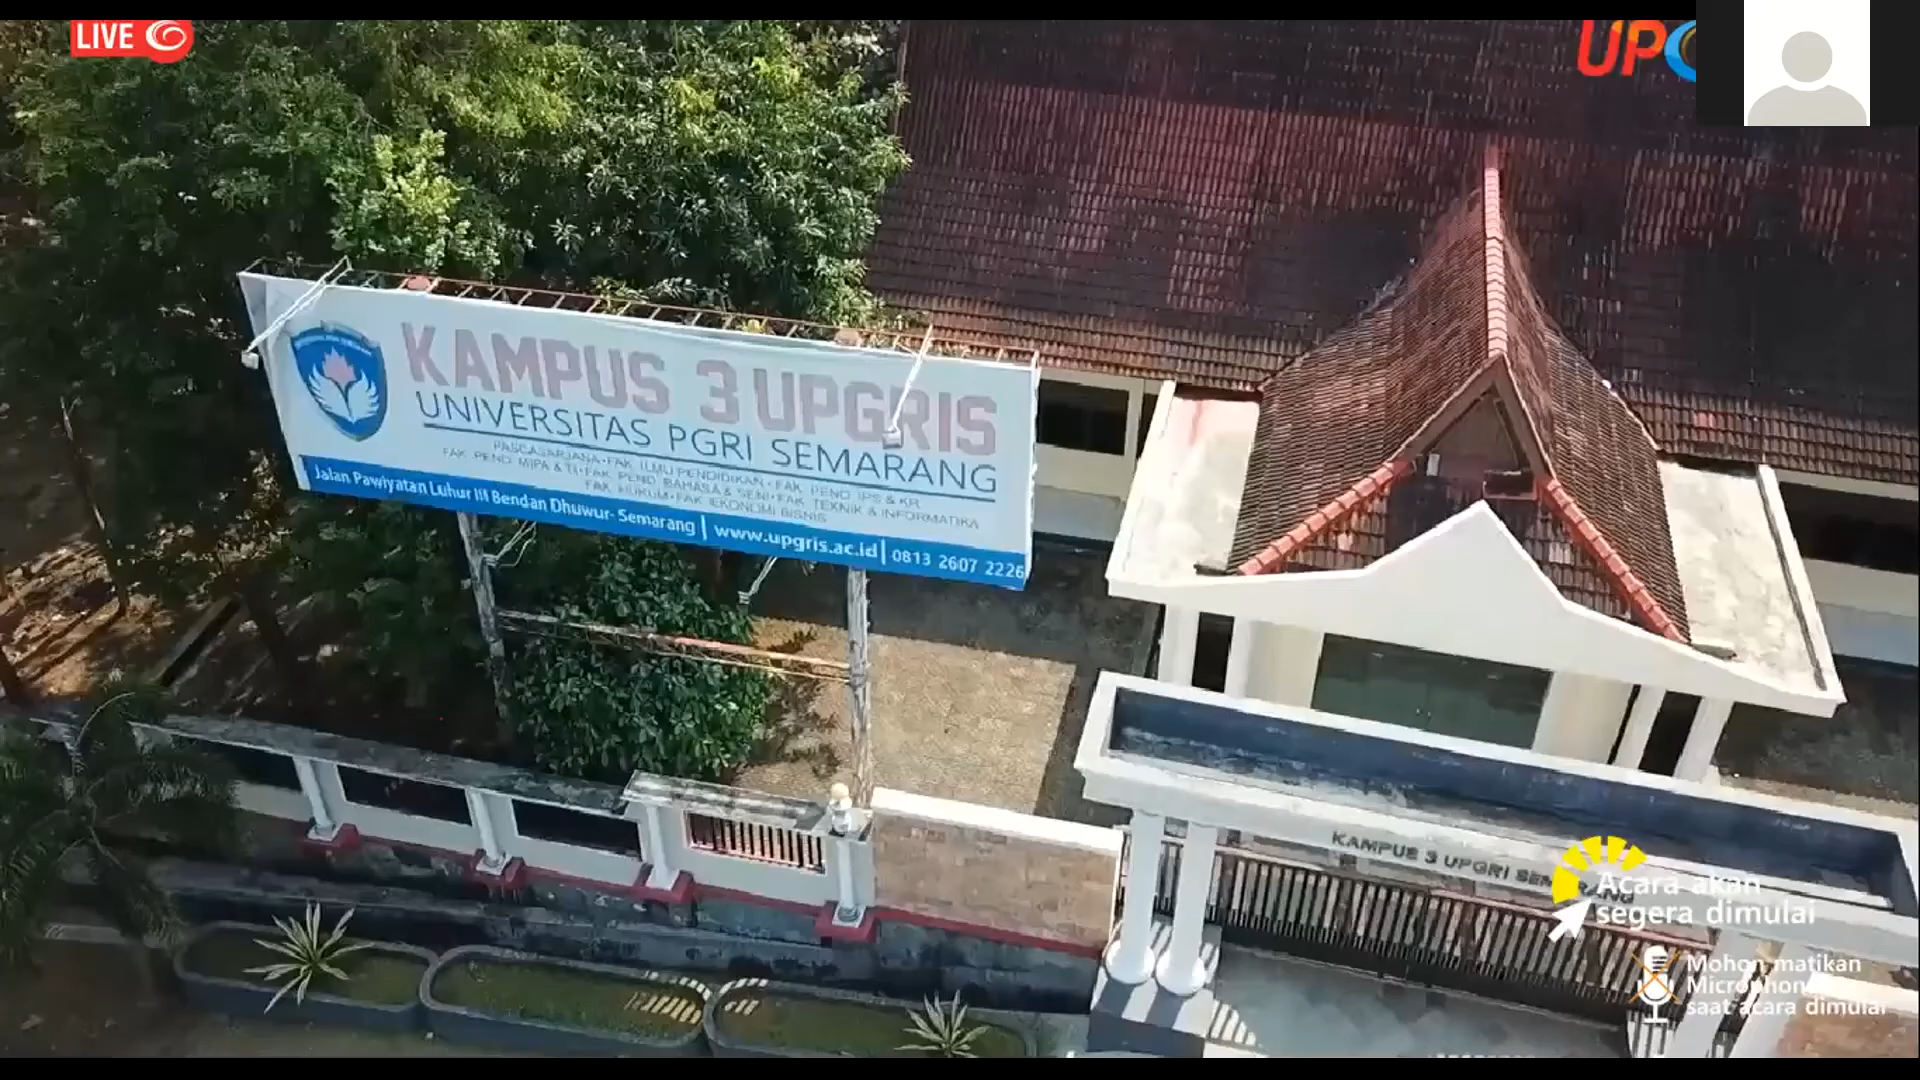 LIVE
UPG
KAMPUS 3 UPGRIS
UNIVERSITAS PGRI SEMARANG
PASCASARJANA • FAK. ILMU PENDIDIKAN • FAK. PEND. IPS & KR
FAK. PEND. MIPA & TI • FAK. PEND. BAHASA & SENI • FAK. TEKNIK & INFORMATIKA
FAK. HUKUM • FAK. EKONOMI BISNIS
Jalan Pawiyatan Luhur III Bendan Dhuwur- Semarang | www.upgris.ac.id | 0813 2607 2226
KAMPUS 3 UPGRI SEMARANG
Acara akan
segera dimulai
Mohon matikan
Microphone
saat acara dimulai